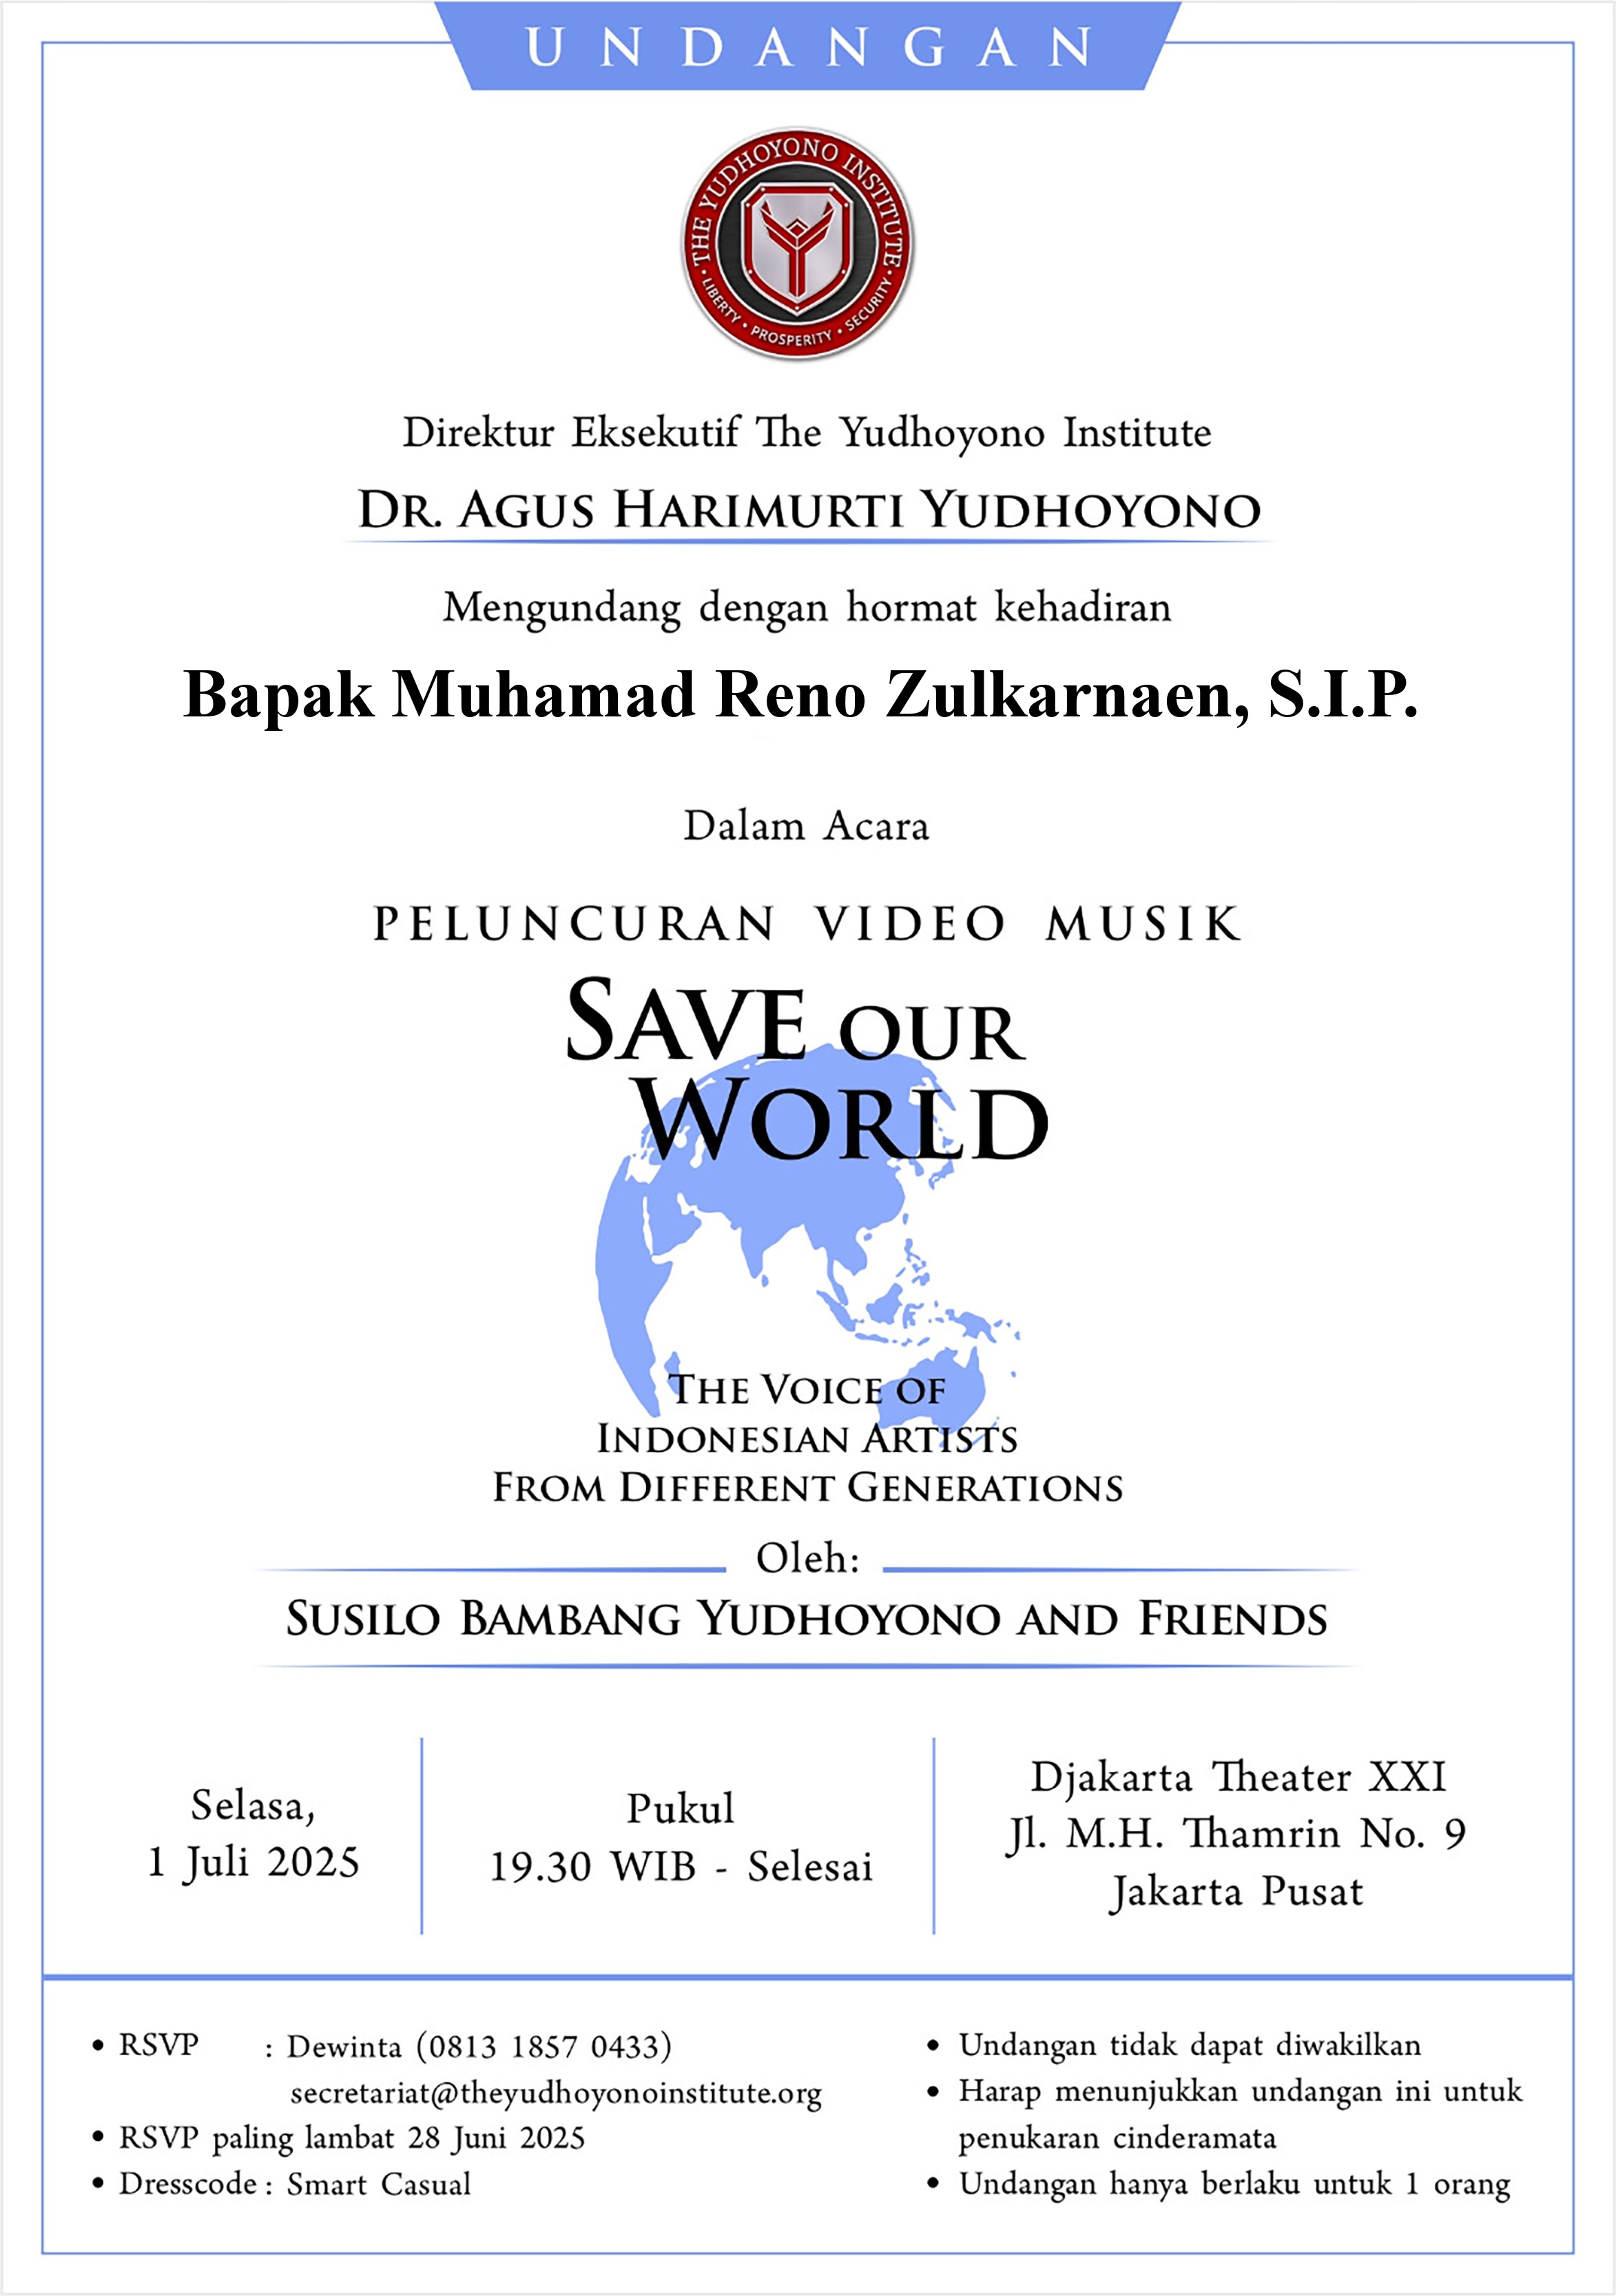 UNDANGAN
THE YUDHOYONO INSTITUTE
• LIBERTY • PROSPERITY • SECURITY •
Direktur Eksekutif The Yudhoyono Institute
DR. AGUS HARIMURTI YUDHOYONO
Mengundang dengan hormat kehadiran
Bapak Muhamad Reno Zulkarnaen, S.I.P.
Dalam Acara
PELUNCURAN VIDEO MUSIK
SAVE OUR
WORLD
THE VOICE OF
INDONESIAN ARTISTS
FROM DIFFERENT GENERATIONS
Oleh:
SUSILO BAMBANG YUDHOYONO AND FRIENDS
Selasa,
1 Juli 2025
Pukul
19.30 WIB - Selesai
Djakarta Theater XXI
Jl. M.H. Thamrin No. 9
Jakarta Pusat
• RSVP : Dewinta (0813 1857 0433)
secretariat@theyudhoyonoinstitute.org
• RSVP paling lambat 28 Juni 2025
• Dresscode : Smart Casual
• Undangan tidak dapat diwakilkan
• Harap menunjukkan undangan ini untuk
penukaran cinderamata
• Undangan hanya berlaku untuk 1 orang